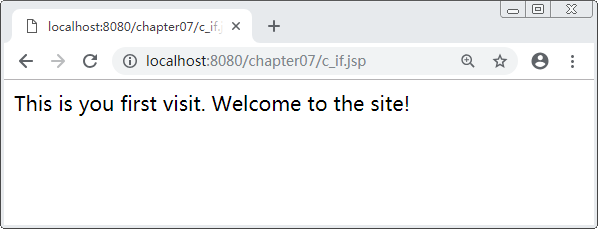 localhost:8080/chapter07/c_if.j
localhost:8080/chapter07/c_if.jsp
This is you first visit. Welcome to the site!